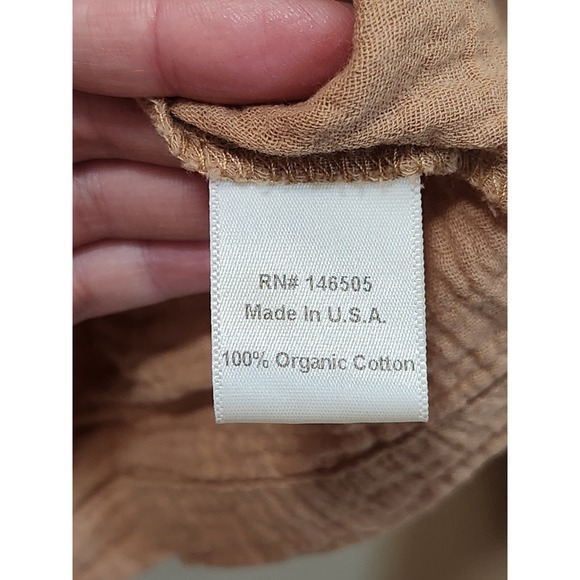 RN# 146505
Made In U.S.A.
100% Organic Cotton